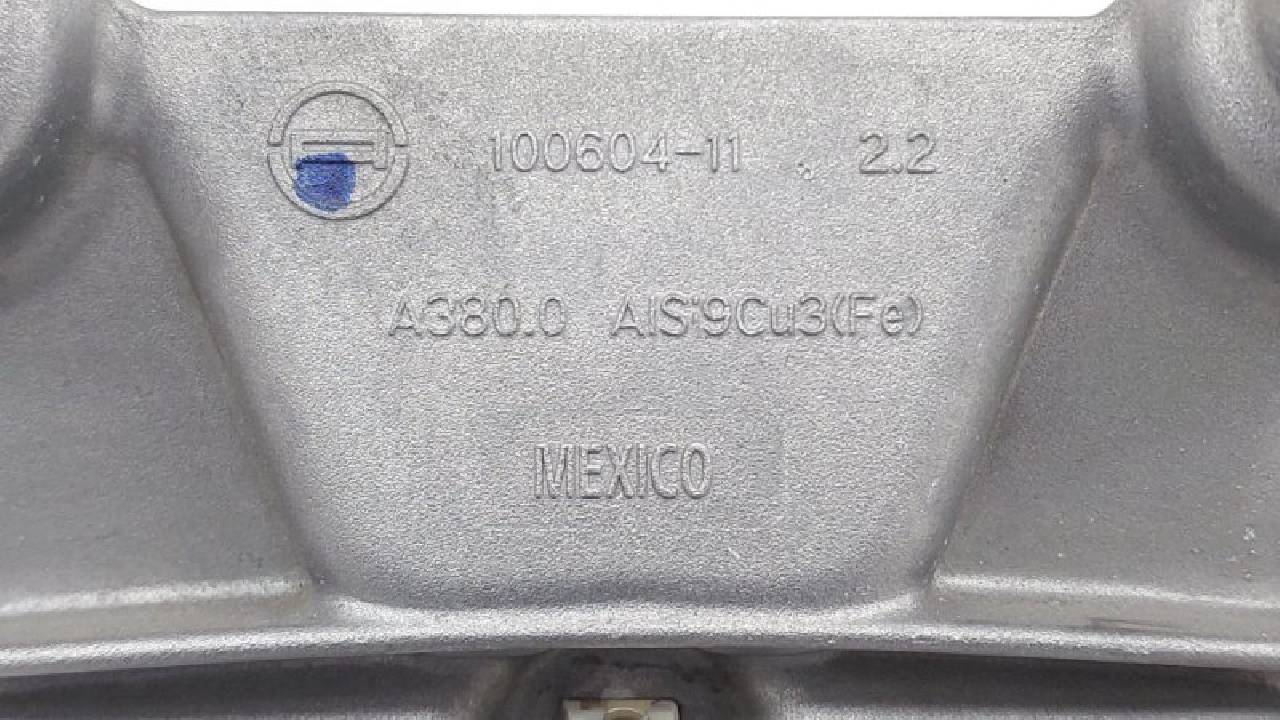 100604-11 2.2
A380.0 AlSi9Cu3(Fe)
MEXICO